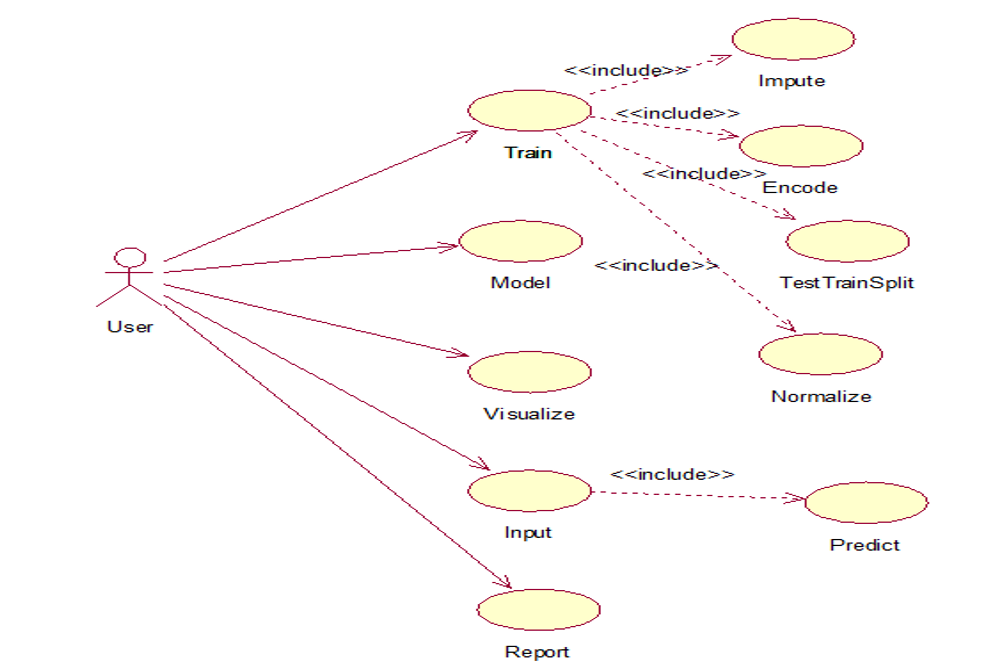 <<include>>
Impute
<<include>>
Train
<<include>>
Encode
<<include>>
Model
TestTrainSplit
User
Normalize
Visualize
<<include>>
Input
Predict
Report